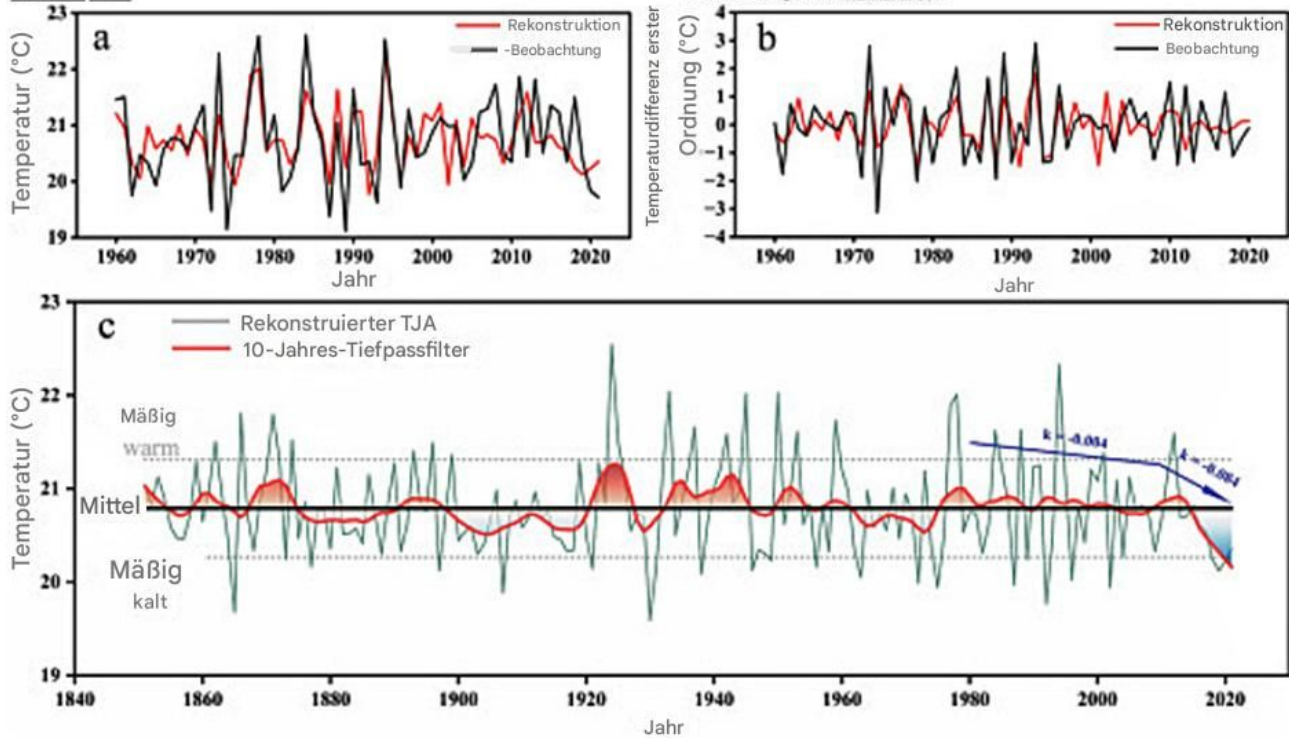 23
22
21
20
19
Temperatur (°C)
a
Rekonstruktion
-Beobachtung
1960 1970 1980 1990 2000 2010 2020
Jahr
Temperaturdifferenz erster
Ordnung (°C)
4
3
2
1
0
−1
−2
−3
−4
b
Rekonstruktion
Beobachtung
1960 1970 1980 1990 2000 2010 2020
Jahr
Temperatur (°C)
23
22
21
20
19
c
Rekonstruierter TJA
10-Jahres-Tiefpassfilter
Mäßig
warm
Mittel
Mäßig
kalt
k = -0.004
k = -0.084
1840 1860 1880 1900 1920 1940 1960 1980 2000 2020
Jahr